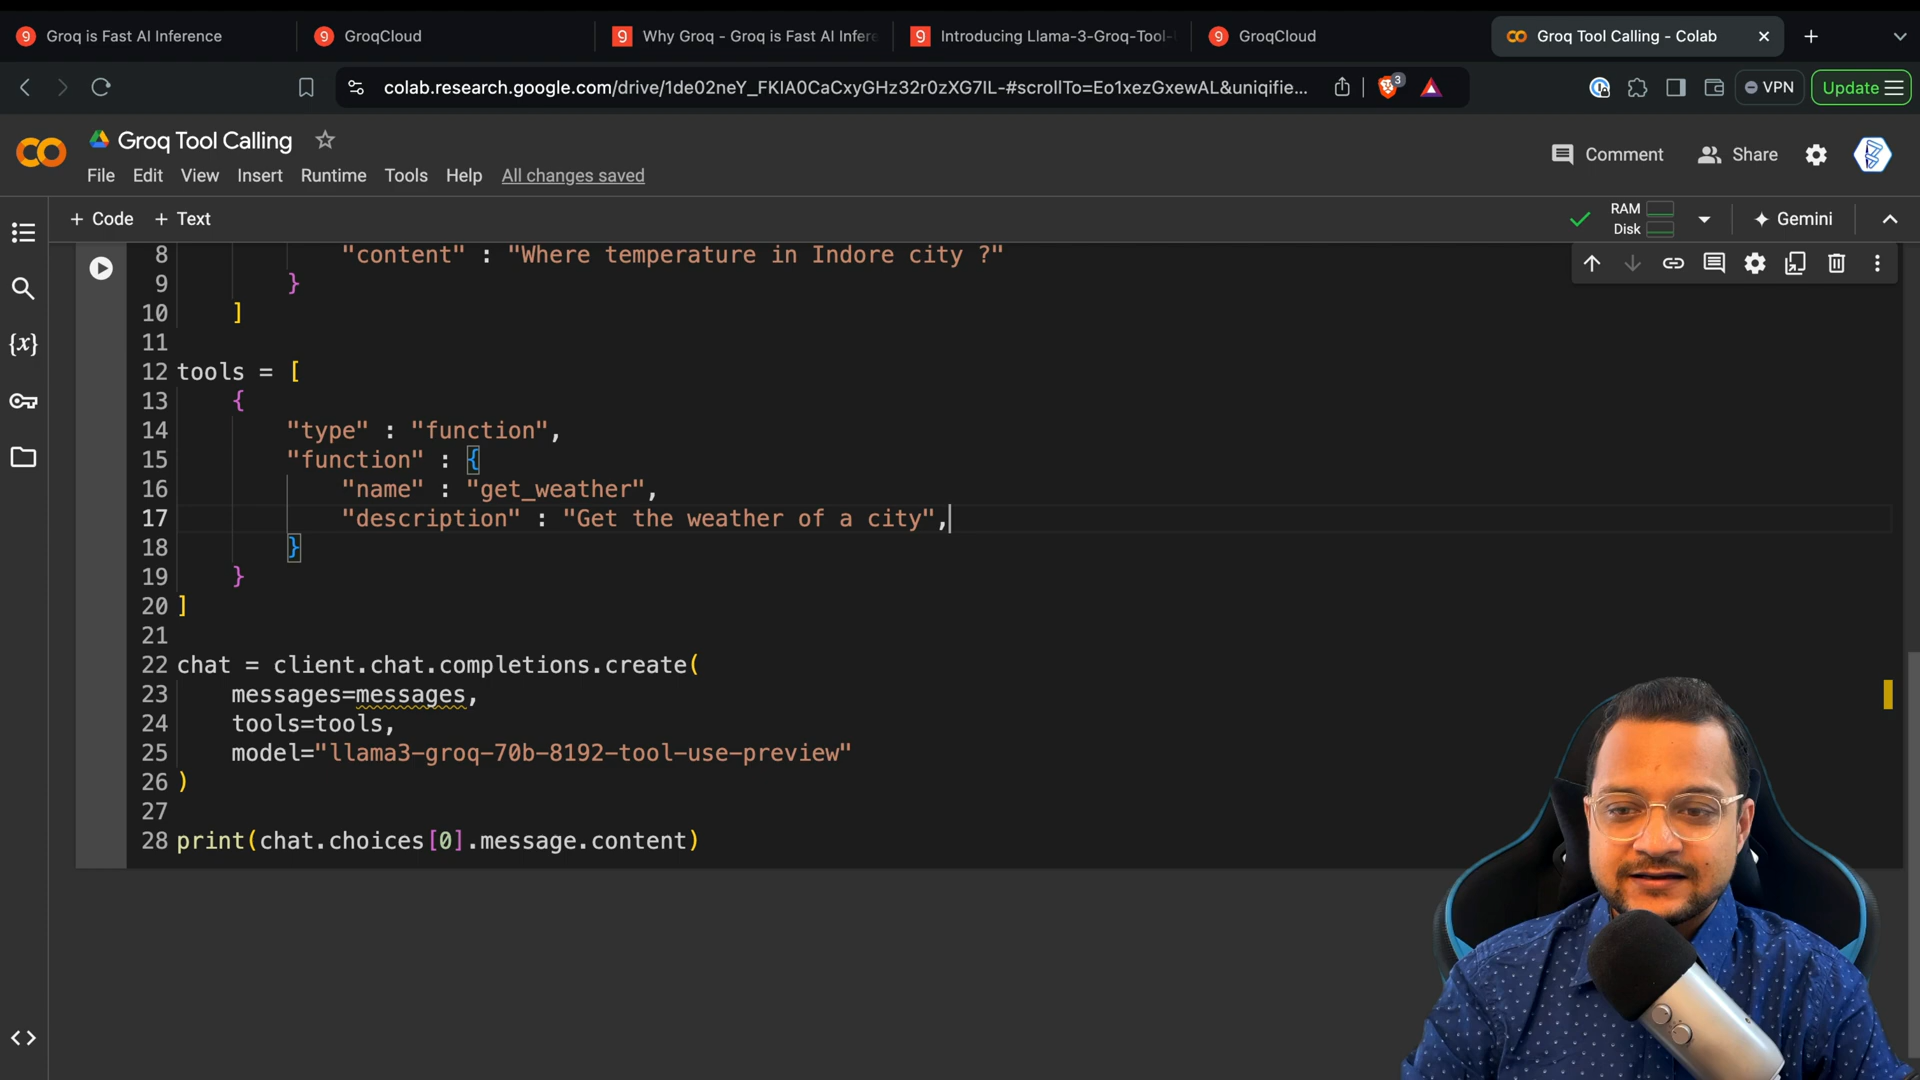 Groq is Fast AI Inference
GroqCloud
Why Groq - Groq is Fast AI Infere
Introducing Llama-3-Groq-Tool-
GroqCloud
Groq Tool Calling - Colab
colab.research.google.com/drive/1de02neY_FKIA0CaCxyGHz32r0zXG7IL-#scrollTo=Eo1xezGxewAL&uniqifie...
3
VPN
Update
Groq Tool Calling
Comment
Share
File Edit View Insert Runtime Tools Help All changes saved
+ Code + Text
RAM
Disk
Gemini
8 "content" : "Where temperature in Indore city ?"
9 }
10 ]
11
12 tools = [
13 {
14 "type" : "function",
15 "function" : {
16 "name" : "get_weather",
17 "description" : "Get the weather of a city",
18 }
19 }
20 ]
21
22 chat = client.chat.completions.create(
23 messages=messages,
24 tools=tools,
25 model="llama3-groq-70b-8192-tool-use-preview"
26 )
27
28 print(chat.choices[0].message.content)